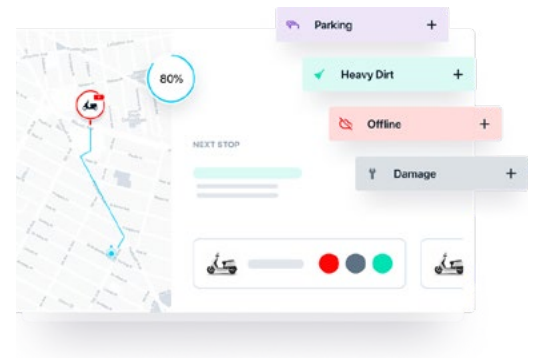 Parking +
Heavy Dirt +
80%
Offline +
NEXT STOP
Damage +